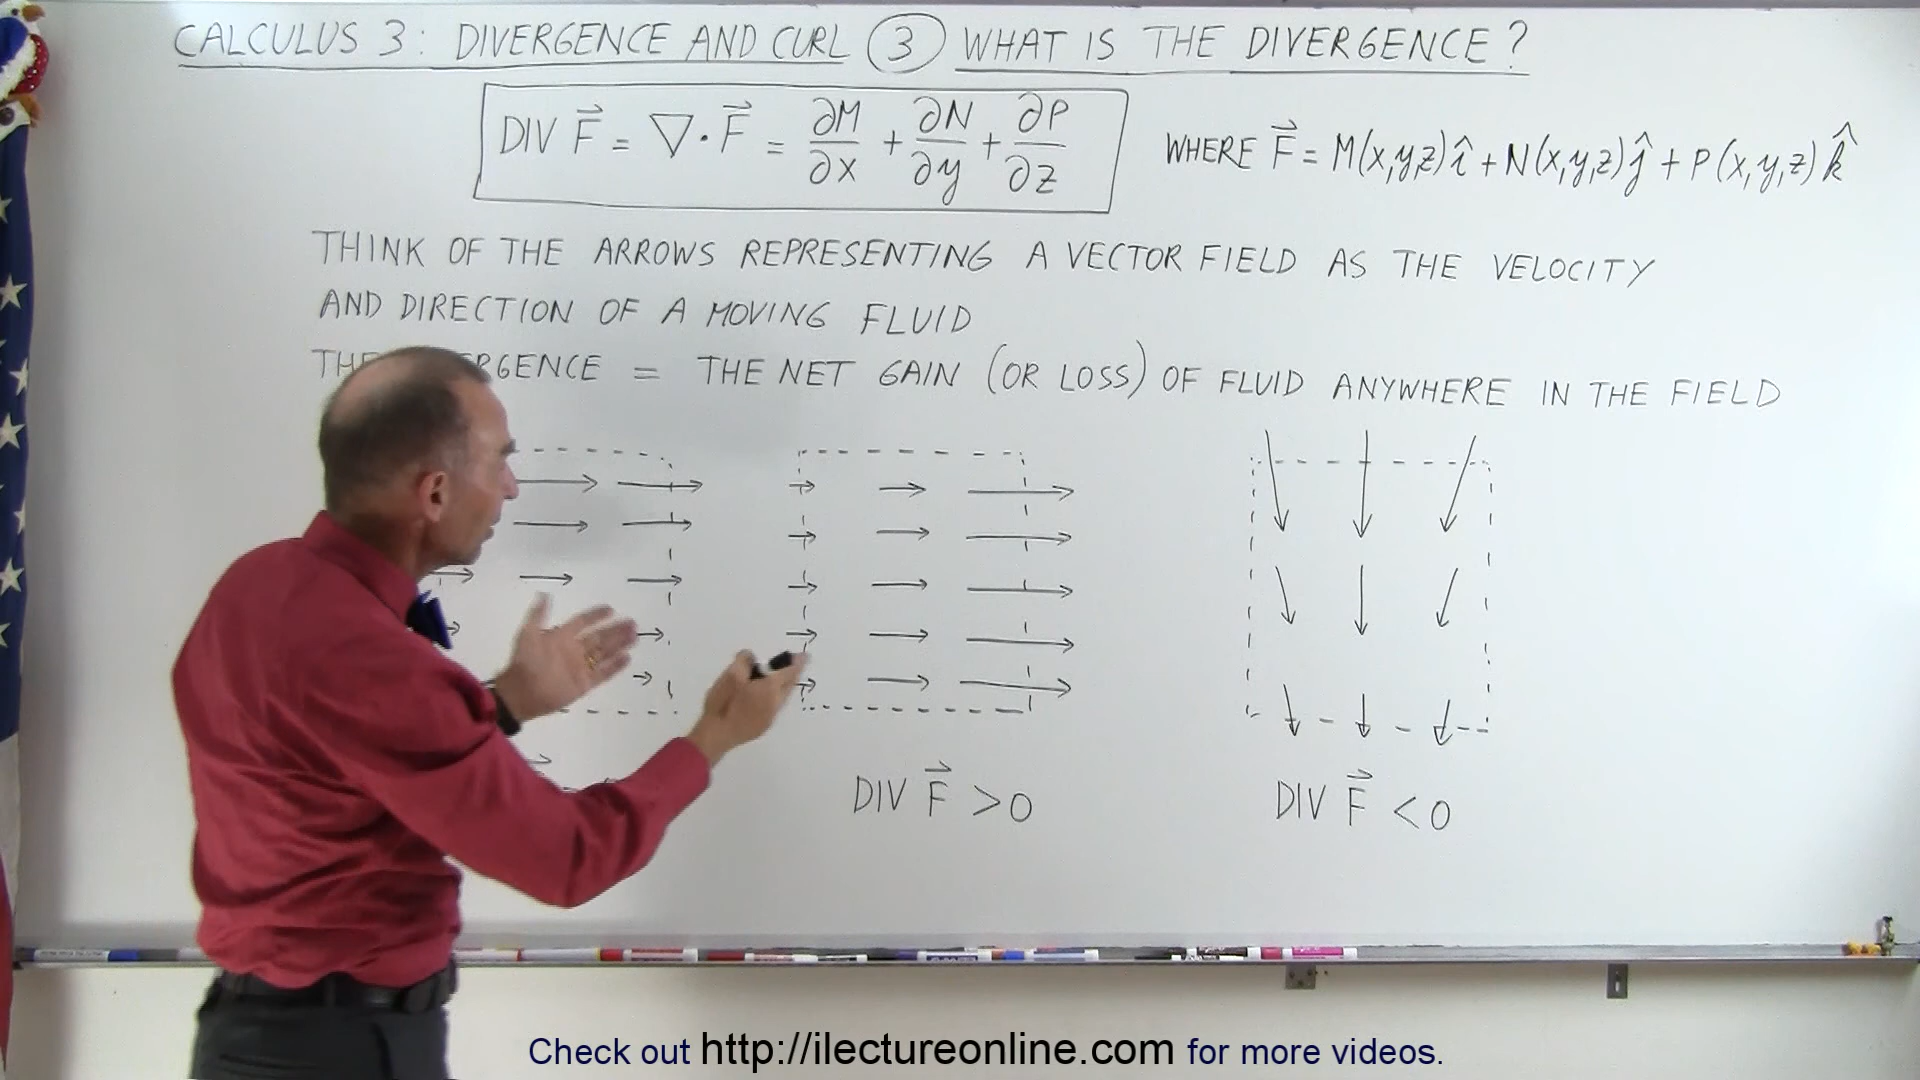 CALCULUS 3: DIVERGENCE AND CURL 3 WHAT IS THE DIVERGENCE?
DIV F⃗ = ∇·F⃗ = ∂M/∂x + ∂N/∂y + ∂P/∂z WHERE F⃗ = M(x,y,z)î + N(x,y,z)ĵ + P(x,y,z)k̂
THINK OF THE ARROWS REPRESENTING A VECTOR FIELD AS THE VELOCITY
AND DIRECTION OF A MOVING FLUID
= THE NET GAIN (OR LOSS) OF FLUID ANYWHERE IN THE FIELD
DIV F⃗ > 0 DIV F⃗ < 0
Check out http://ilectureonline.com for more videos.